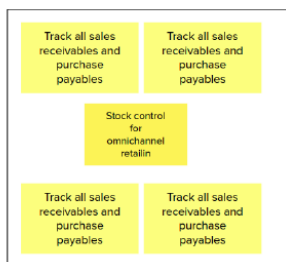 Track all sales
receivables and
purchase
payables
Track all sales
receivables and
purchase
payables
Stock control
for
omnichannel
retailin
Track all sales
receivables and
purchase
payables
Track all sales
receivables and
purchase
payables